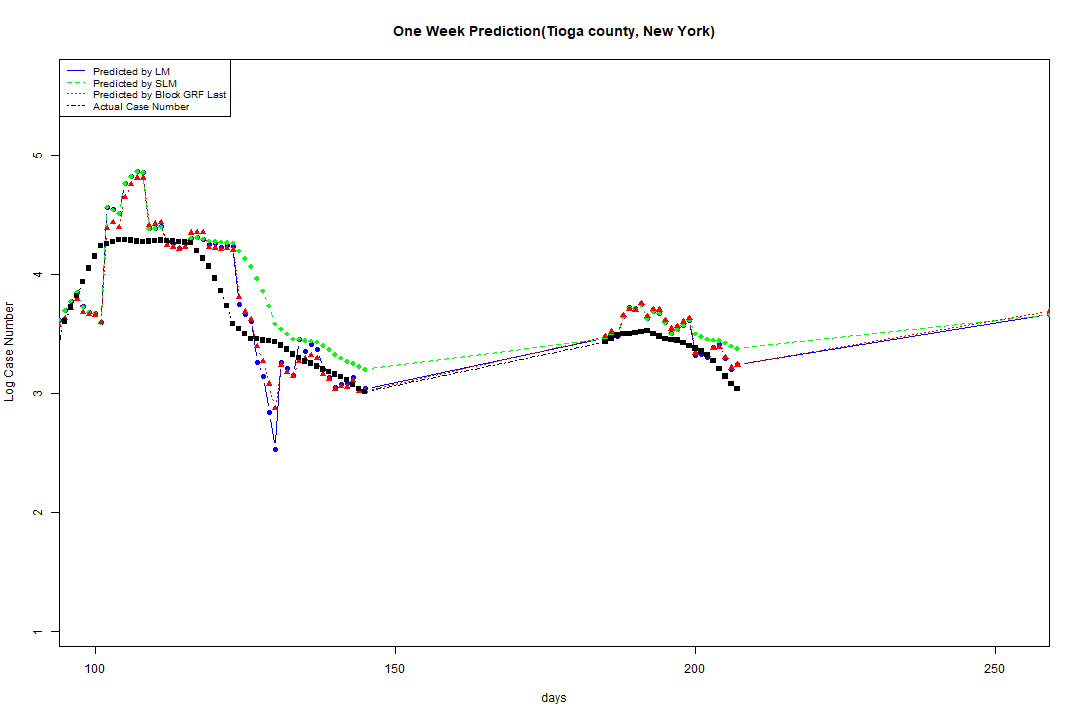 One Week Prediction(Tioga county, New York)
Predicted by LM
Predicted by SLM
Predicted by Block GRF Last
Actual Case Number
Log Case Number
5
4
3
2
1
100 150 200 250
days